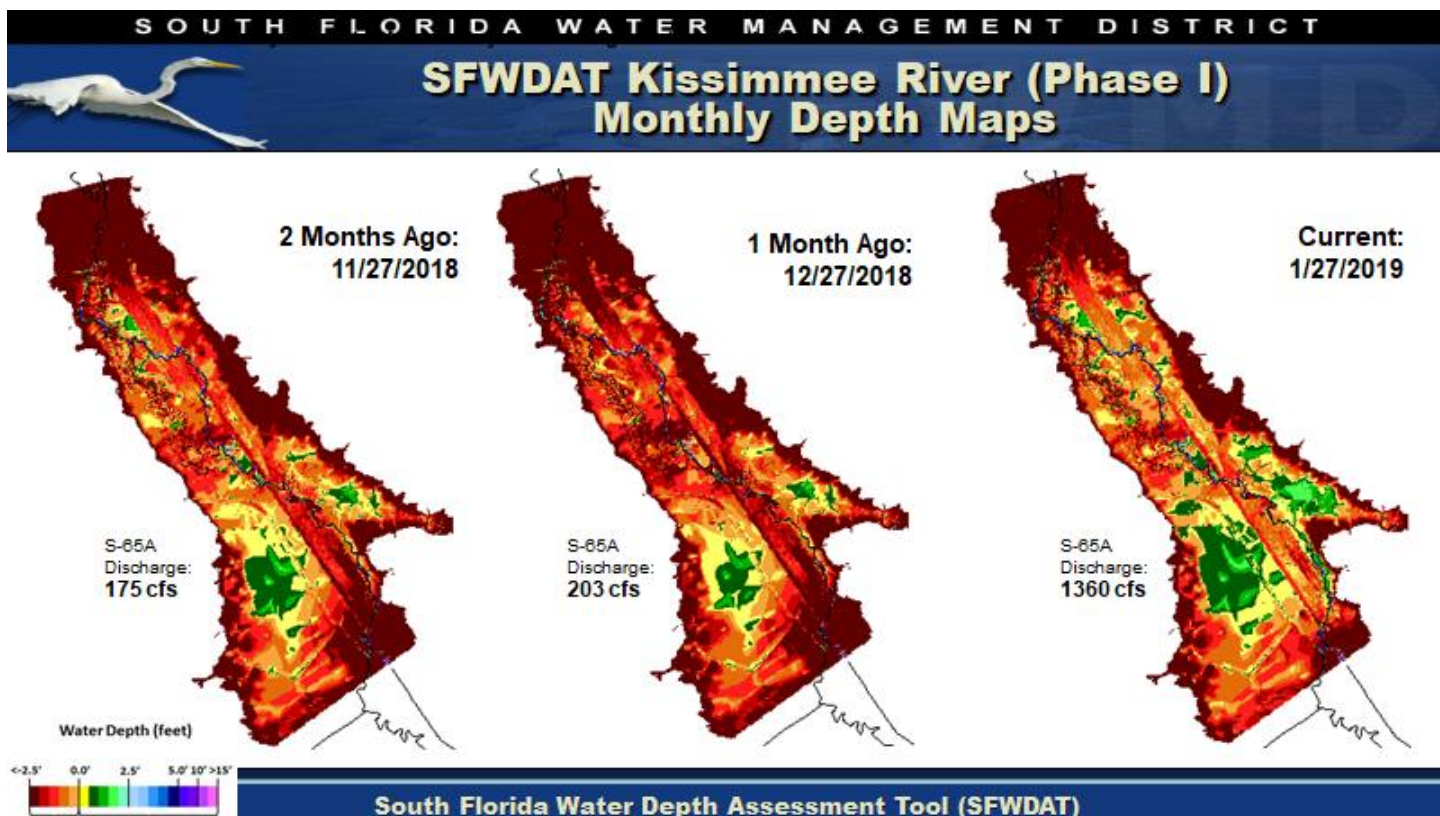 SOUTH FLORIDA WATER MANAGEMENT DISTRICT
SFWDAT Kissimmee River (Phase I)
Monthly Depth Maps
2 Months Ago:
11/27/2018
1 Month Ago:
12/27/2018
Current:
1/27/2019
S-65A
Discharge:
175 cfs
S-65A
Discharge:
203 cfs
S-65A
Discharge:
1360 cfs
Water Depth (feet)
<-2.5' 0.0' 2.5' 5.0' 10' >15'
South Florida Water Depth Assessment Tool (SFWDAT)